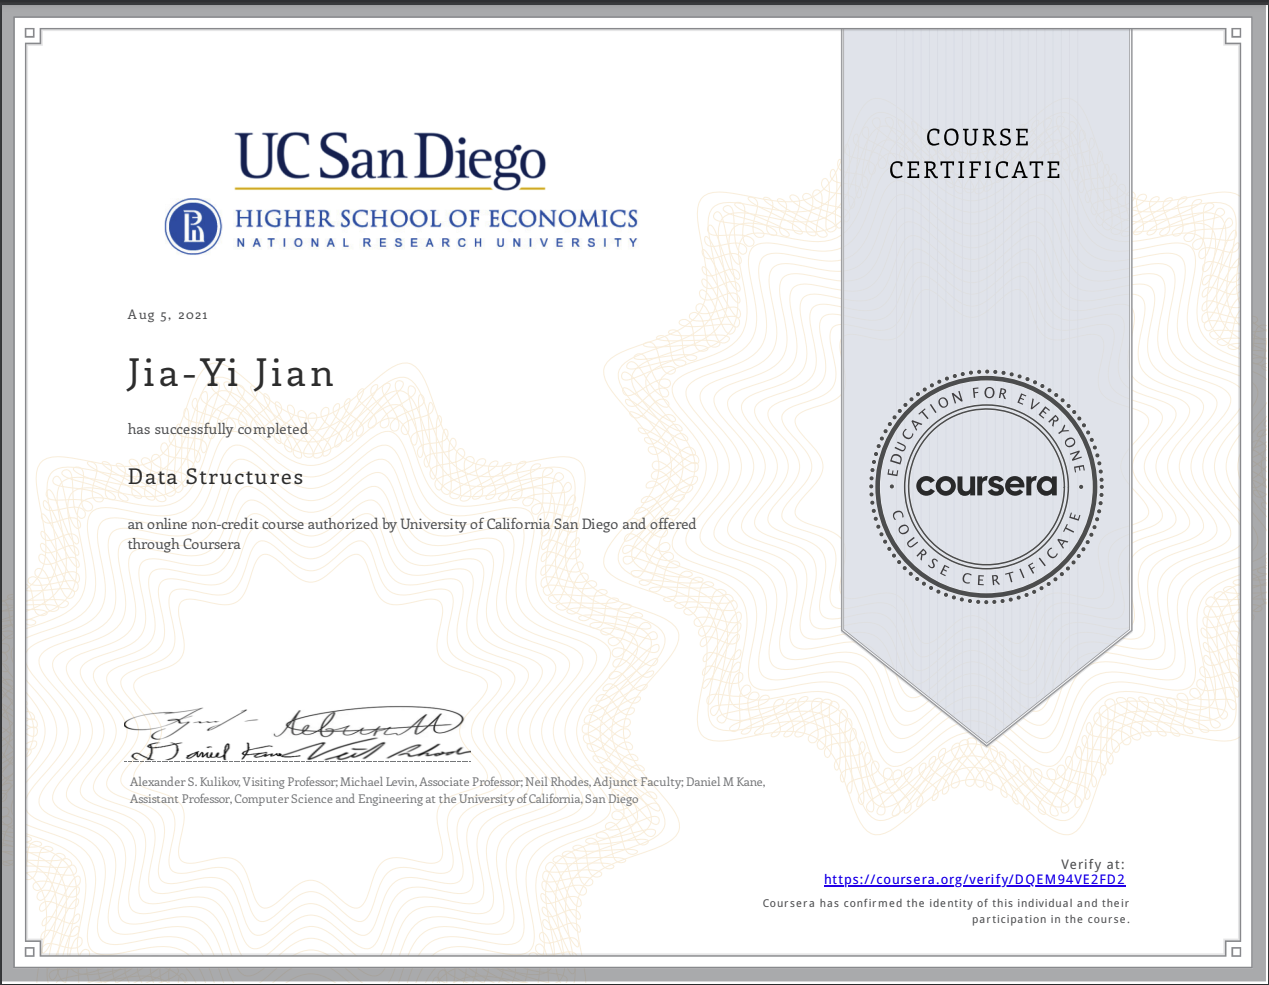 UC San Diego
HIGHER SCHOOL OF ECONOMICS
NATIONAL RESEARCH UNIVERSITY
COURSE
CERTIFICATE
Aug 5, 2021
Jia-Yi Jian
has successfully completed
Data Structures
an online non-credit course authorized by University of California San Diego and offered
through Coursera
EDUCATION FOR EVERYONE
coursera
COURSE CERTIFICATE
Daniel Kane Neil Rhodes
Alexander S. Kulikov, Visiting Professor; Michael Levin, Associate Professor; Neil Rhodes, Adjunct Faculty; Daniel M Kane,
Assistant Professor, Computer Science and Engineering at the University of California, San Diego
Verify at:
https://coursera.org/verify/DQEM94VE2FD2
Coursera has confirmed the identity of this individual and their
participation in the course.